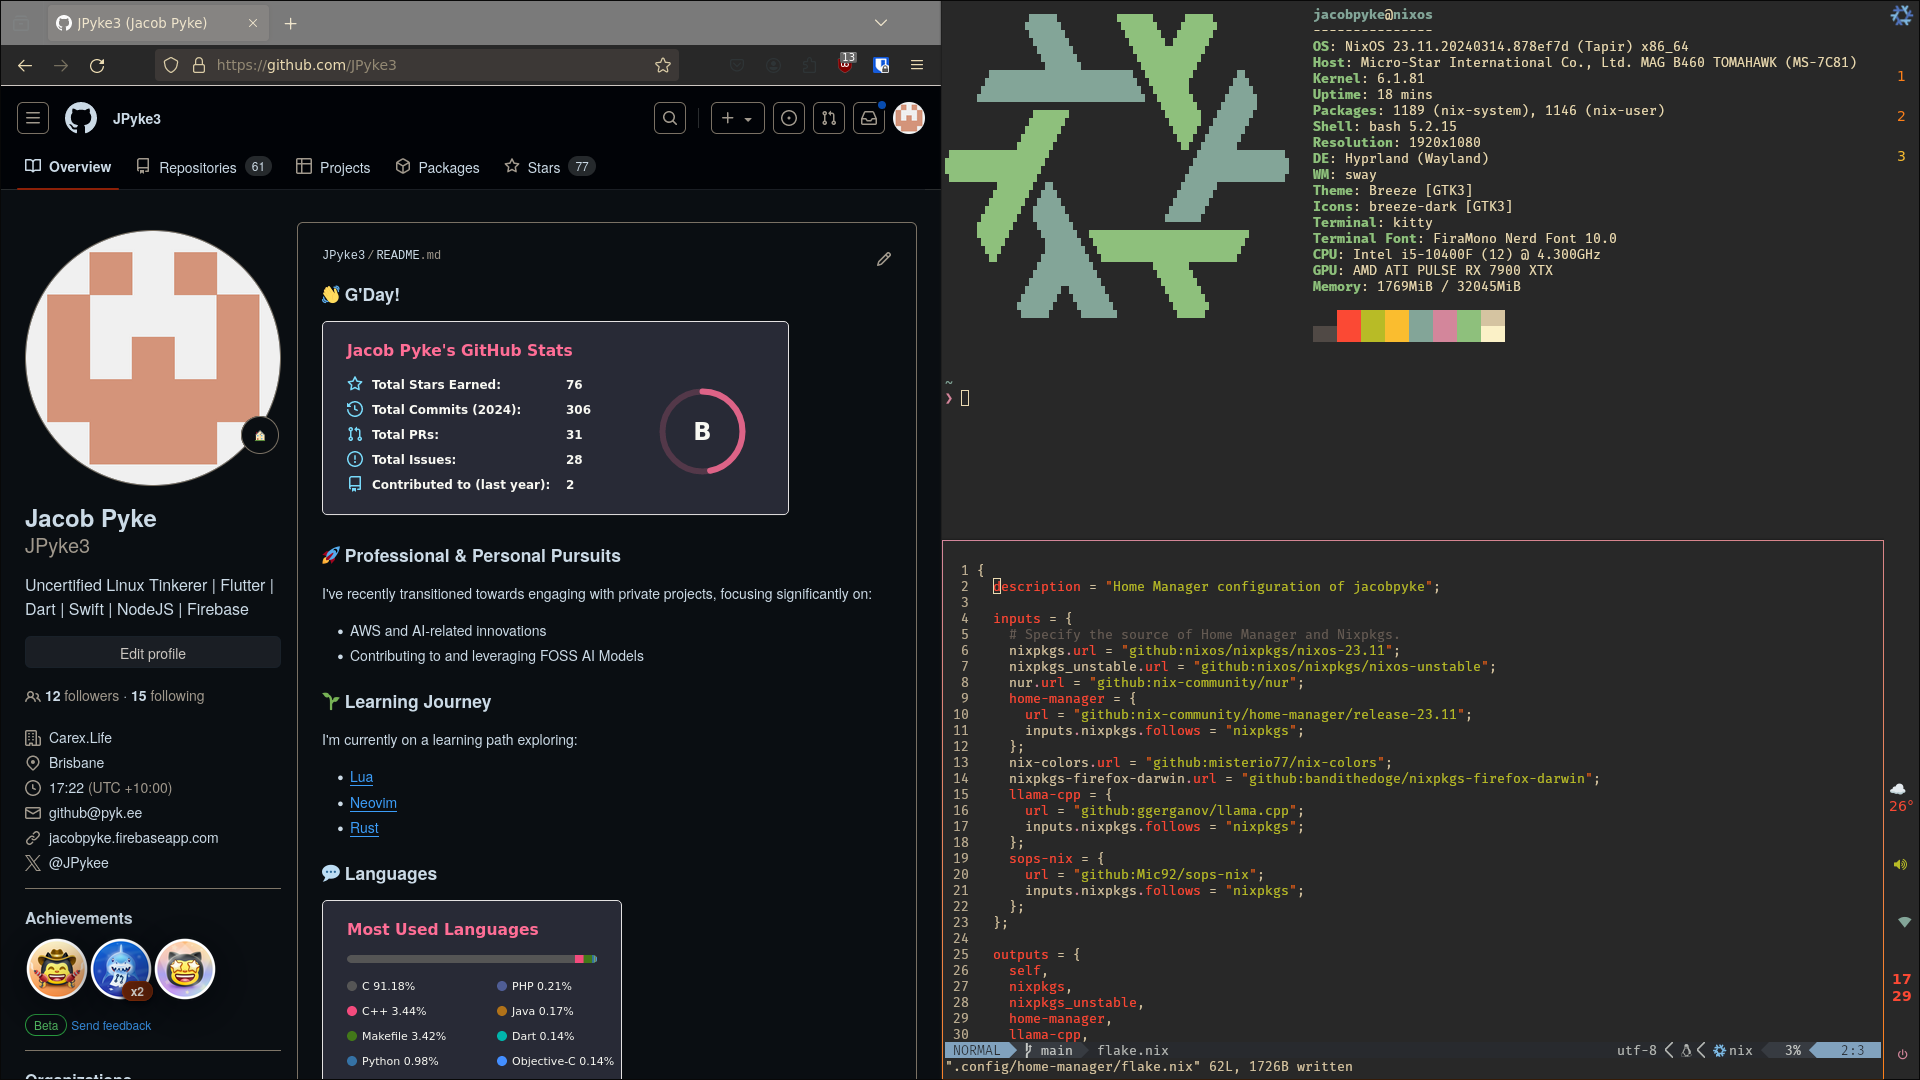 JPyke3 (Jacob Pyke)
https://github.com/JPyke3
13
JPyke3
Overview
Repositories 61
Projects
Packages
Stars 77
Jacob Pyke
JPyke3
Uncertified Linux Tinkerer | Flutter |
Dart | Swift | NodeJS | Firebase
Edit profile
12 followers · 15 following
Carex.Life
Brisbane
17:22 (UTC +10:00)
github@pyk.ee
jacobpyke.firebaseapp.com
@JPykee
Achievements
x2
Beta Send feedback
Organizations
JPyke3/README.md
👋 G'Day!
Jacob Pyke's GitHub Stats
Total Stars Earned: 76
Total Commits (2024): 306
Total PRs: 31
Total Issues: 28
Contributed to (last year): 2
B
🚀 Professional & Personal Pursuits
I've recently transitioned towards engaging with private projects, focusing significantly on:
• AWS and AI-related innovations
• Contributing to and leveraging FOSS AI Models
🌱 Learning Journey
I'm currently on a learning path exploring:
• Lua
• Neovim
• Rust
💬 Languages
Most Used Languages
C 91.18%
C++ 3.44%
Makefile 3.42%
Python 0.98%
PHP 0.21%
Java 0.17%
Dart 0.14%
Objective-C 0.14%
jacobpyke@nixos
---------------
OS: NixOS 23.11.20240314.878ef7d (Tapir) x86_64
Host: Micro-Star International Co., Ltd. MAG B460 TOMAHAWK (MS-7C81)
Kernel: 6.1.81
Uptime: 18 mins
Packages: 1189 (nix-system), 1146 (nix-user)
Shell: bash 5.2.15
Resolution: 1920x1080
DE: Hyprland (Wayland)
WM: sway
Theme: Breeze [GTK3]
Icons: breeze-dark [GTK3]
Terminal: kitty
Terminal Font: FiraMono Nerd Font 10.0
CPU: Intel i5-10400F (12) @ 4.300GHz
GPU: AMD ATI PULSE RX 7900 XTX
Memory: 1769MiB / 32045MiB
~
❯
1 {
2   description = "Home Manager configuration of jacobpyke";
3
4   inputs = {
5     # Specify the source of Home Manager and Nixpkgs.
6     nixpkgs.url = "github:nixos/nixpkgs/nixos-23.11";
7     nixpkgs_unstable.url = "github:nixos/nixpkgs/nixos-unstable";
8     nur.url = "github:nix-community/nur";
9     home-manager = {
10       url = "github:nix-community/home-manager/release-23.11";
11       inputs.nixpkgs.follows = "nixpkgs";
12     };
13     nix-colors.url = "github:misterio77/nix-colors";
14     nixpkgs-firefox-darwin.url = "github:bandithedoge/nixpkgs-firefox-darwin";
15     llama-cpp = {
16       url = "github:ggerganov/llama.cpp";
17       inputs.nixpkgs.follows = "nixpkgs";
18     };
19     sops-nix = {
20       url = "github:Mic92/sops-nix";
21       inputs.nixpkgs.follows = "nixpkgs";
22     };
23   };
24
25   outputs = {
26     self,
27     nixpkgs,
28     nixpkgs_unstable,
29     home-manager,
30     llama-cpp,
NORMAL main flake.nix utf-8 nix 3% 2:3
".config/home-manager/flake.nix" 62L, 1726B written
1
2
3
26°
17
29